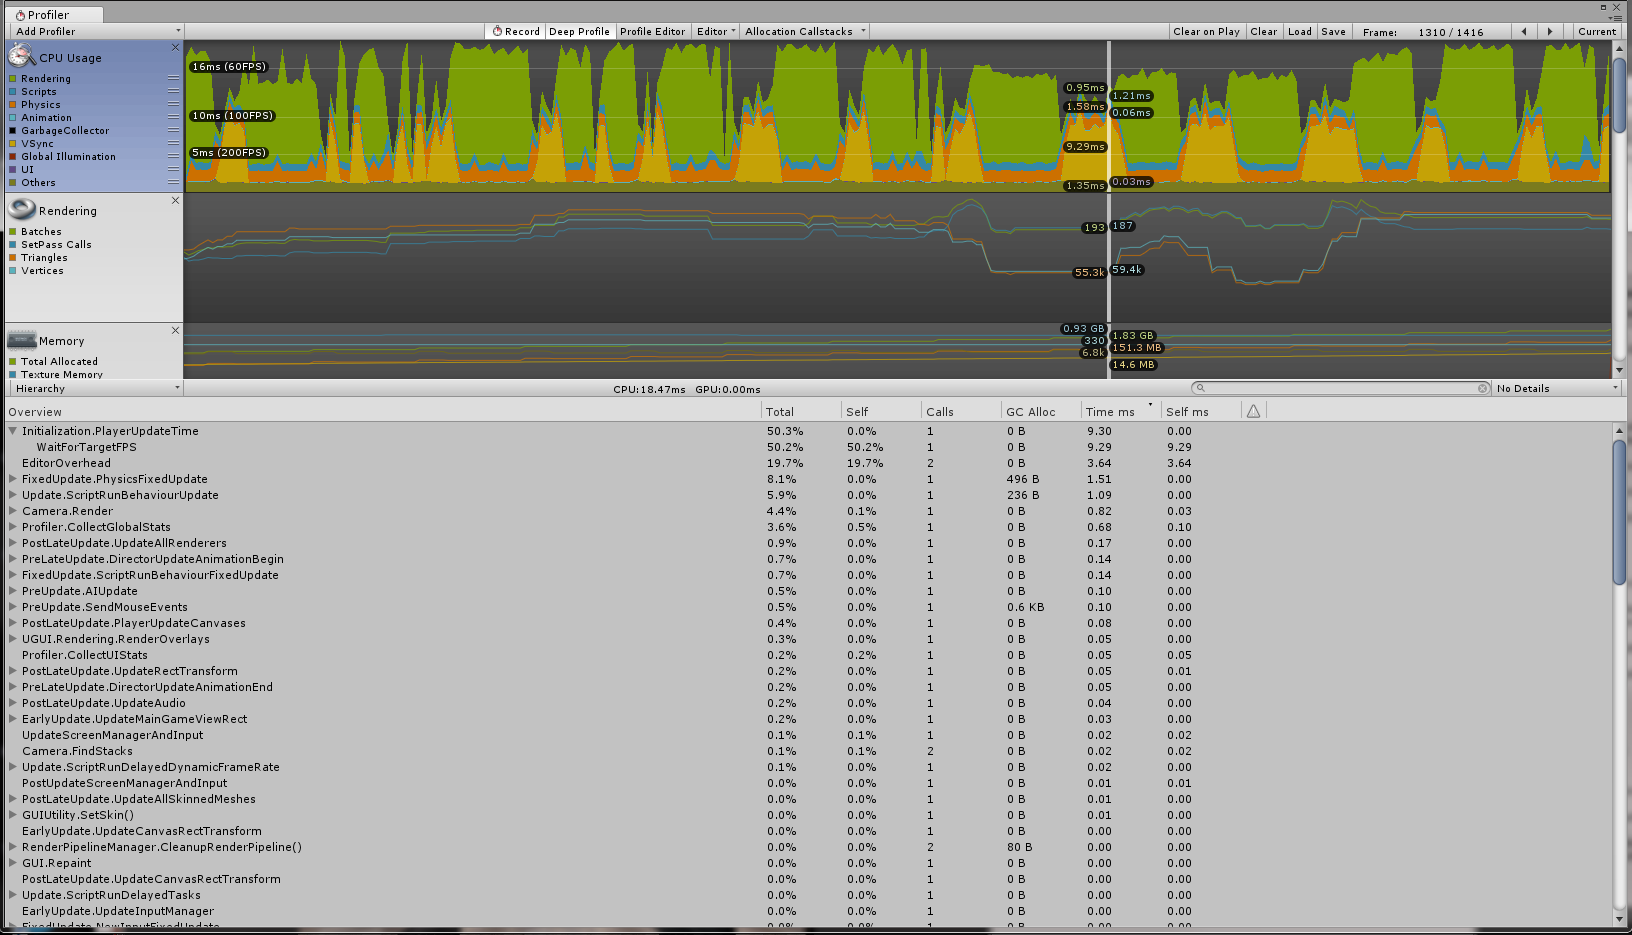 Profiler
Add Profiler Record Deep Profile Profile Editor Editor Allocation Callstacks Clear on Play Clear Load Save Frame: 1310 / 1416 Current
CPU Usage
Rendering
Scripts
Physics
Animation
GarbageCollector
VSync
Global Illumination
UI
Others
16ms (60FPS)
10ms (100FPS)
5ms (200FPS)
0.95ms
1.21ms
1.58ms
0.06ms
9.29ms
1.35ms
0.03ms
Rendering
Batches
SetPass Calls
Triangles
Vertices
193
187
55.3k
59.4k
Memory
Total Allocated
Texture Memory
0.93 GB
1.83 GB
330
151.3 MB
6.8k
14.6 MB
Hierarchy CPU:18.47ms GPU:0.00ms No Details
Overview Total Self Calls GC Alloc Time ms Self ms
Initialization.PlayerUpdateTime 50.3% 0.0% 1 0 B 9.30 0.00
WaitForTargetFPS 50.2% 50.2% 1 0 B 9.29 9.29
EditorOverhead 19.7% 19.7% 2 0 B 3.64 3.64
FixedUpdate.PhysicsFixedUpdate 8.1% 0.0% 1 496 B 1.51 0.00
Update.ScriptRunBehaviourUpdate 5.9% 0.0% 1 236 B 1.09 0.00
Camera.Render 4.4% 0.1% 1 0 B 0.82 0.03
Profiler.CollectGlobalStats 3.6% 0.5% 1 0 B 0.68 0.10
PostLateUpdate.UpdateAllRenderers 0.9% 0.0% 1 0 B 0.17 0.00
PreLateUpdate.DirectorUpdateAnimationBegin 0.7% 0.0% 1 0 B 0.14 0.00
FixedUpdate.ScriptRunBehaviourFixedUpdate 0.7% 0.0% 1 0 B 0.14 0.00
PreUpdate.AIUpdate 0.5% 0.0% 1 0 B 0.10 0.00
PreUpdate.SendMouseEvents 0.5% 0.0% 1 0.6 KB 0.10 0.00
PostLateUpdate.PlayerUpdateCanvases 0.4% 0.0% 1 0 B 0.08 0.00
UGUI.Rendering.RenderOverlays 0.3% 0.0% 1 0 B 0.05 0.00
Profiler.CollectUIStats 0.2% 0.2% 1 0 B 0.05 0.05
PostLateUpdate.UpdateRectTransform 0.2% 0.0% 1 0 B 0.05 0.01
PreLateUpdate.DirectorUpdateAnimationEnd 0.2% 0.0% 1 0 B 0.05 0.00
PostLateUpdate.UpdateAudio 0.2% 0.0% 1 0 B 0.04 0.00
EarlyUpdate.UpdateMainGameViewRect 0.2% 0.0% 1 0 B 0.03 0.00
UpdateScreenManagerAndInput 0.1% 0.1% 1 0 B 0.02 0.02
Camera.FindStacks 0.1% 0.1% 2 0 B 0.02 0.02
Update.ScriptRunDelayedDynamicFrameRate 0.1% 0.0% 1 0 B 0.02 0.00
PostUpdateScreenManagerAndInput 0.0% 0.0% 1 0 B 0.01 0.01
PostLateUpdate.UpdateAllSkinnedMeshes 0.0% 0.0% 1 0 B 0.01 0.00
GUIUtility.SetSkin() 0.0% 0.0% 1 0 B 0.01 0.00
EarlyUpdate.UpdateCanvasRectTransform 0.0% 0.0% 1 0 B 0.00 0.00
RenderPipelineManager.CleanupRenderPipeline() 0.0% 0.0% 2 80 B 0.00 0.00
GUI.Repaint 0.0% 0.0% 1 0 B 0.00 0.00
PostLateUpdate.UpdateCanvasRectTransform 0.0% 0.0% 1 0 B 0.00 0.00
Update.ScriptRunDelayedTasks 0.0% 0.0% 1 0 B 0.00 0.00
EarlyUpdate.UpdateInputManager 0.0% 0.0% 1 0 B 0.00 0.00
FixedUpdate.NewInputFixedUpdate 0.0% 0.0% 1 0 B 0.00 0.00